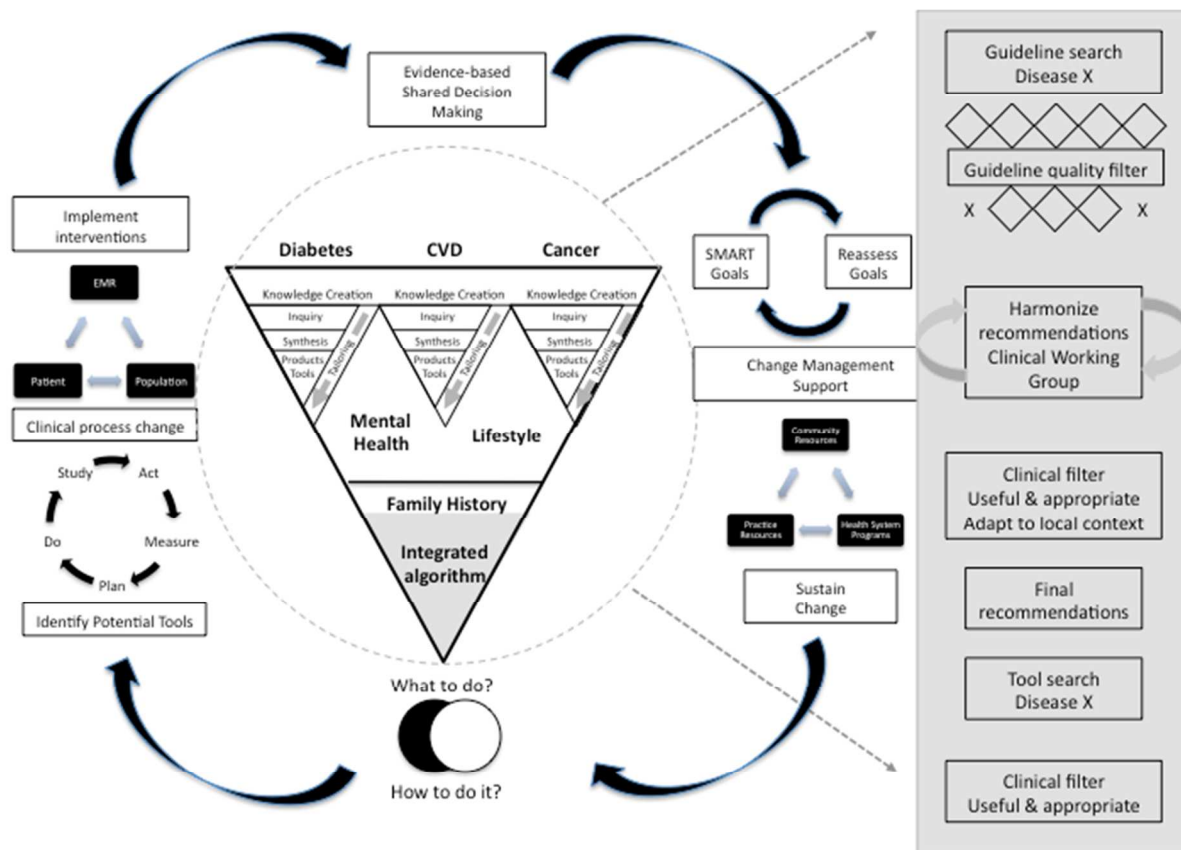 Evidence-based
Shared Decision
Making
Implement
interventions
EMR
Patient
Population
Clinical process change
Study
Act
Do
Measure
Plan
Identify Potential Tools
Diabetes
CVD
Cancer
Knowledge Creation
Knowledge Creation
Knowledge Creation
Inquiry
Synthesis
Products
Tools
Tailoring
Inquiry
Synthesis
Products
Tools
Tailoring
Inquiry
Synthesis
Products
Tools
Tailoring
Mental
Health
Lifestyle
Family History
Integrated
algorithm
What to do?
How to do it?
SMART
Goals
Reassess
Goals
Change Management
Support
Community
Resources
Practice
Resources
Health System
Programs
Sustain
Change
Guideline search
Disease X
Guideline quality filter
X
X
Harmonize
recommendations
Clinical Working
Group
Clinical filter
Useful & appropriate
Adapt to local context
Final
recommendations
Tool search
Disease X
Clinical filter
Useful & appropriate